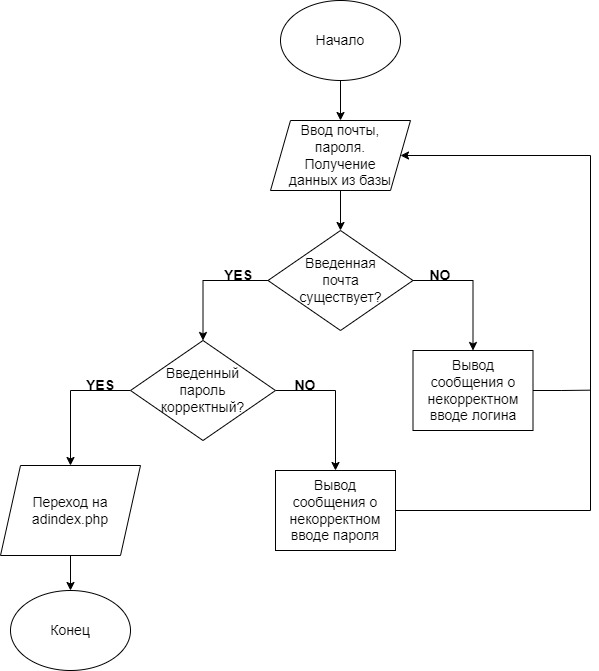 Начало
Ввод почты,
пароля.
Получение
данных из базы
Введенная
почта
существует?
YES
NO
Введенный
пароль
корректный?
YES
NO
Вывод
сообщения о
некорректном
вводе логина
Переход на
adindex.php
Вывод
сообщения о
некорректном
вводе пароля
Конец